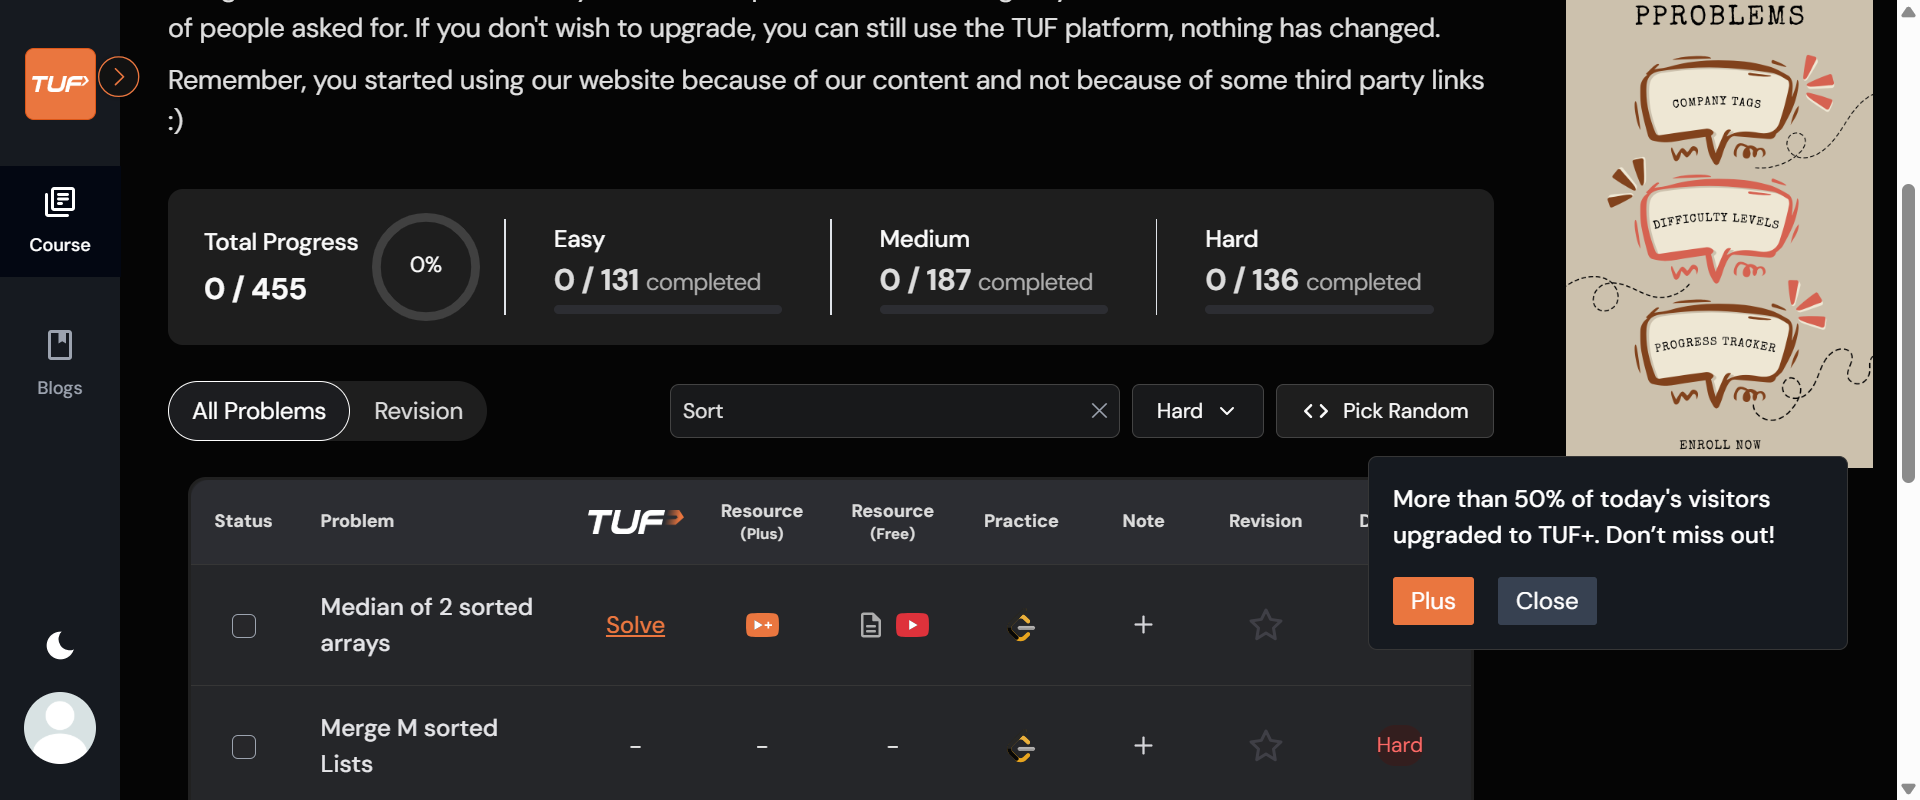 of people asked for. If you don't wish to upgrade, you can still use the TUF platform, nothing has changed.
Remember, you started using our website because of our content and not because of some third party links
:)
TUF
Course
Blogs
Total Progress
0 / 455
0%
Easy
0 / 131 completed
Medium
0 / 187 completed
Hard
0 / 136 completed
All Problems
Revision
Sort
Hard
Pick Random
PPROBLEMS
COMPANY TAGS
DIFFICULTY LEVELS
PROGRESS TRACKER
ENROLL NOW
Status
Problem
TUF
Resource
(Plus)
Resource
(Free)
Practice
Note
Revision
Median of 2 sorted
arrays
Solve
+
Merge M sorted
Lists
-
-
-
+
Hard
More than 50% of today's visitors
upgraded to TUF+. Don’t miss out!
Plus
Close